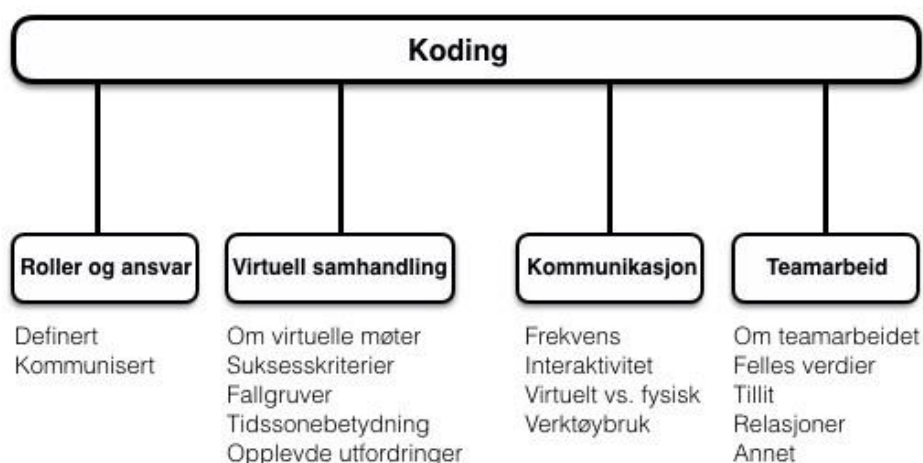 Koding
Roller og ansvar
Definert
Kommunisert
Virtuell samhandling
Om virtuelle møter
Suksesskriterier
Fallgruver
Tidssonebetydning
Opplevde utfordringer
Kommunikasjon
Frekvens
Interaktivitet
Virtuelt vs. fysisk
Verktøybruk
Teamarbeid
Om teamarbeidet
Felles verdier
Tillit
Relasjoner
Annet